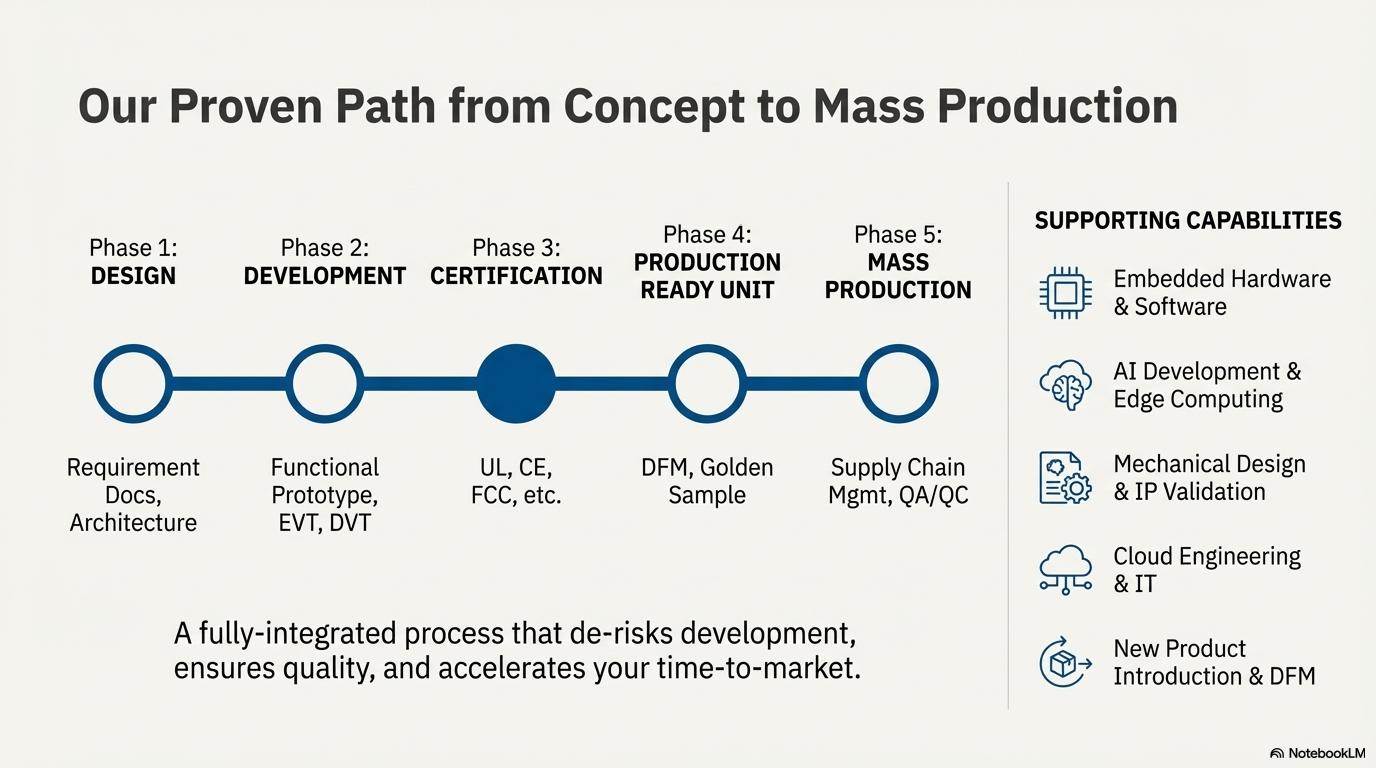 Our Proven Path from Concept to Mass Production
Phase 1:
DESIGN
Requirement
Docs,
Architecture
Phase 2:
DEVELOPMENT
Functional
Prototype,
EVT, DVT
Phase 3:
CERTIFICATION
UL, CE,
FCC, etc.
Phase 4:
PRODUCTION
READY UNIT
DFM, Golden
Sample
Phase 5:
MASS
PRODUCTION
Supply Chain
Mgmt, QA/QC
A fully-integrated process that de-risks development,
ensures quality, and accelerates your time-to-market.
SUPPORTING CAPABILITIES
Embedded Hardware
& Software
AI Development &
Edge Computing
Mechanical Design
& IP Validation
Cloud Engineering
& IT
New Product
Introduction & DFM
NotebookLM